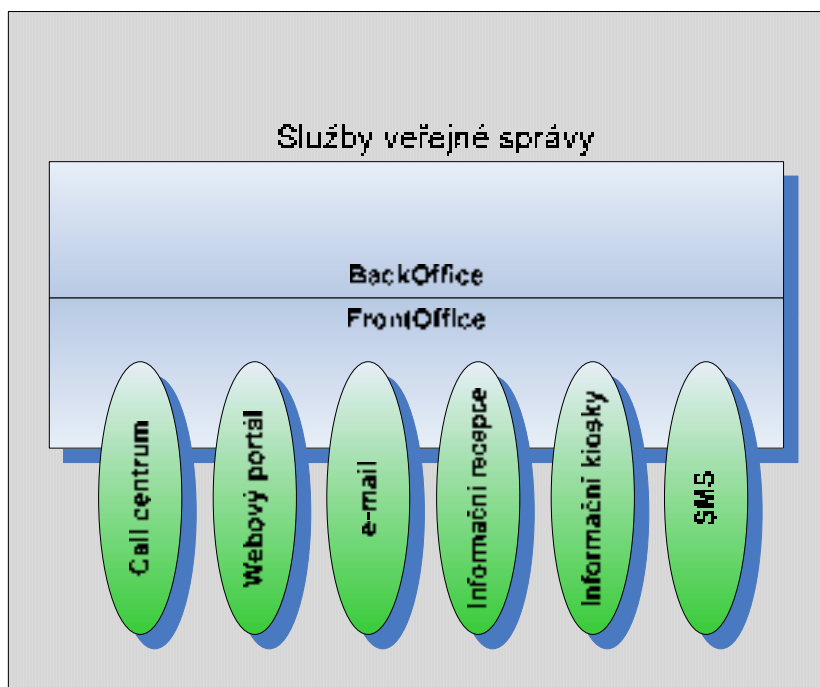 Služby veřejné správy
BackOffice
FrontOffice
Call centrum
Webový portál
e-mail
Informační recepce
Informační kiosky
SMS